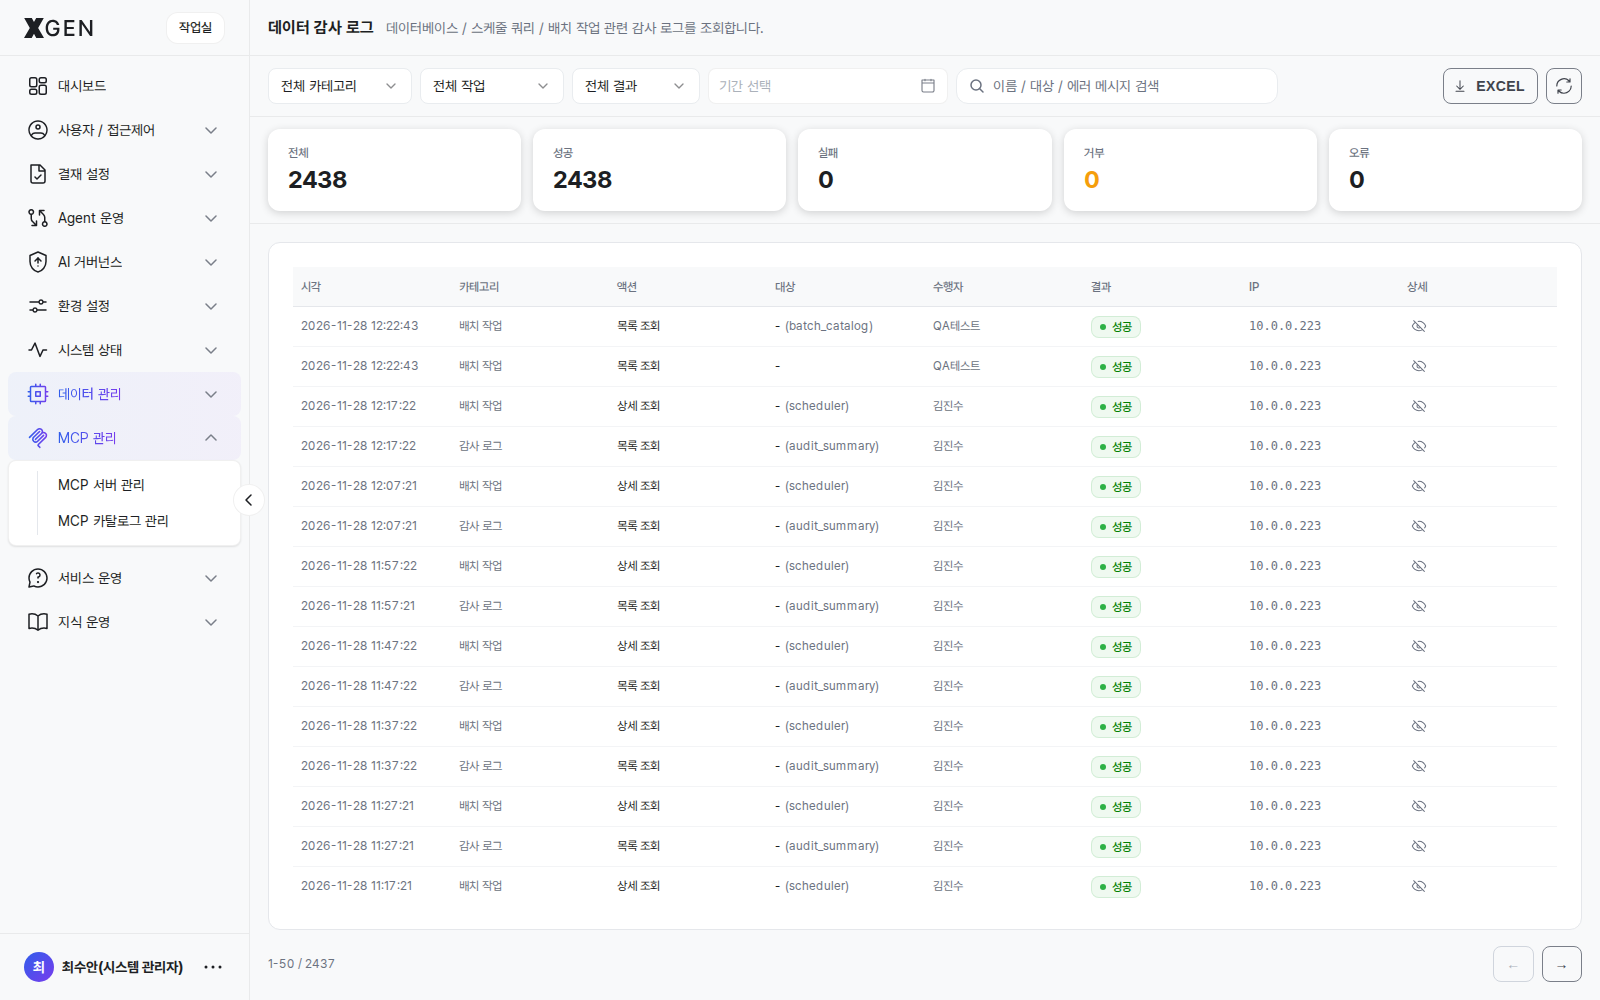 XGEN
작업실
대시보드
사용자 / 접근제어
결재 설정
Agent 운영
AI 거버넌스
환경 설정
시스템 상태
데이터 관리
MCP 관리
MCP 서버 관리
MCP 카탈로그 관리
서비스 운영
지식 운영
최 최수안(시스템 관리자)
데이터 감사 로그 데이터베이스 / 스케줄 쿼리 / 배치 작업 관련 감사 로그를 조회합니다.
전체 카테고리 전체 작업 전체 결과 기간 선택 이름 / 대상 / 에러 메시지 검색 EXCEL
전체 성공 실패 거부 오류
2438 2438 0 0 0
시각 카테고리 액션 대상 수행자 결과 IP 상세
2026-11-28 12:22:43 배치 작업 목록 조회 - (batch_catalog) QA테스트 성공 10.0.0.223
2026-11-28 12:22:43 배치 작업 목록 조회 - QA테스트 성공 10.0.0.223
2026-11-28 12:17:22 배치 작업 상세 조회 - (scheduler) 김진수 성공 10.0.0.223
2026-11-28 12:17:22 감사 로그 목록 조회 - (audit_summary) 김진수 성공 10.0.0.223
2026-11-28 12:07:21 배치 작업 상세 조회 - (scheduler) 김진수 성공 10.0.0.223
2026-11-28 12:07:21 감사 로그 목록 조회 - (audit_summary) 김진수 성공 10.0.0.223
2026-11-28 11:57:22 배치 작업 상세 조회 - (scheduler) 김진수 성공 10.0.0.223
2026-11-28 11:57:21 감사 로그 목록 조회 - (audit_summary) 김진수 성공 10.0.0.223
2026-11-28 11:47:22 배치 작업 상세 조회 - (scheduler) 김진수 성공 10.0.0.223
2026-11-28 11:47:22 감사 로그 목록 조회 - (audit_summary) 김진수 성공 10.0.0.223
2026-11-28 11:37:22 배치 작업 상세 조회 - (scheduler) 김진수 성공 10.0.0.223
2026-11-28 11:37:22 감사 로그 목록 조회 - (audit_summary) 김진수 성공 10.0.0.223
2026-11-28 11:27:21 배치 작업 상세 조회 - (scheduler) 김진수 성공 10.0.0.223
2026-11-28 11:27:21 감사 로그 목록 조회 - (audit_summary) 김진수 성공 10.0.0.223
2026-11-28 11:17:21 배치 작업 상세 조회 - (scheduler) 김진수 성공 10.0.0.223
1-50 / 2437 ← →